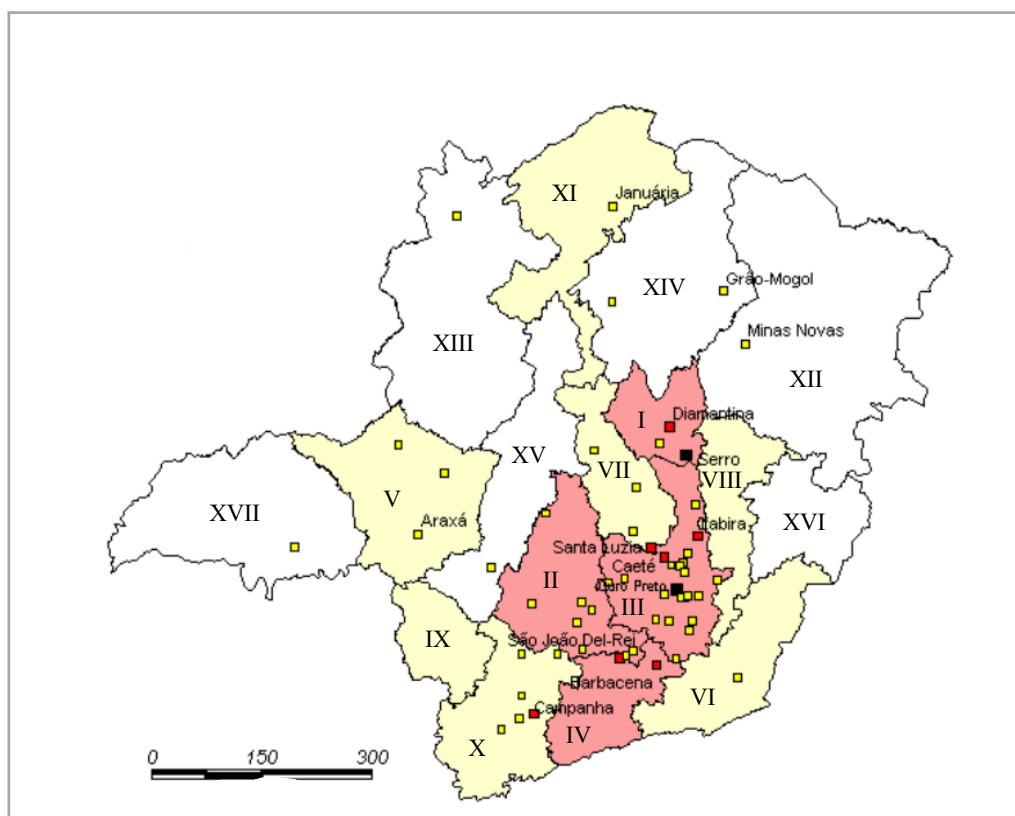 XI
Januária
XIV
Grão-Mogol
XIII
Minas Novas
XII
I
Diamantina
XV
VII
Serro
VIII
V
XVII
Araxá
Itabira
XVI
Santa Luzia
II
Caeté
Ouro Preto
III
IX
São João Del-Rei
Barbacena
VI
Campanha
IV
X
0 150 300